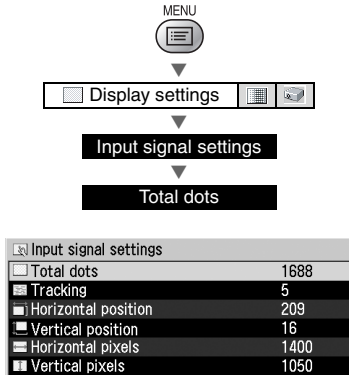 MENU
Display settings
Input signal settings
Total dots
Input signal settings
Total dots 1688
Tracking 5
Horizontal position 209
Vertical position 16
Horizontal pixels 1400
Vertical pixels 1050